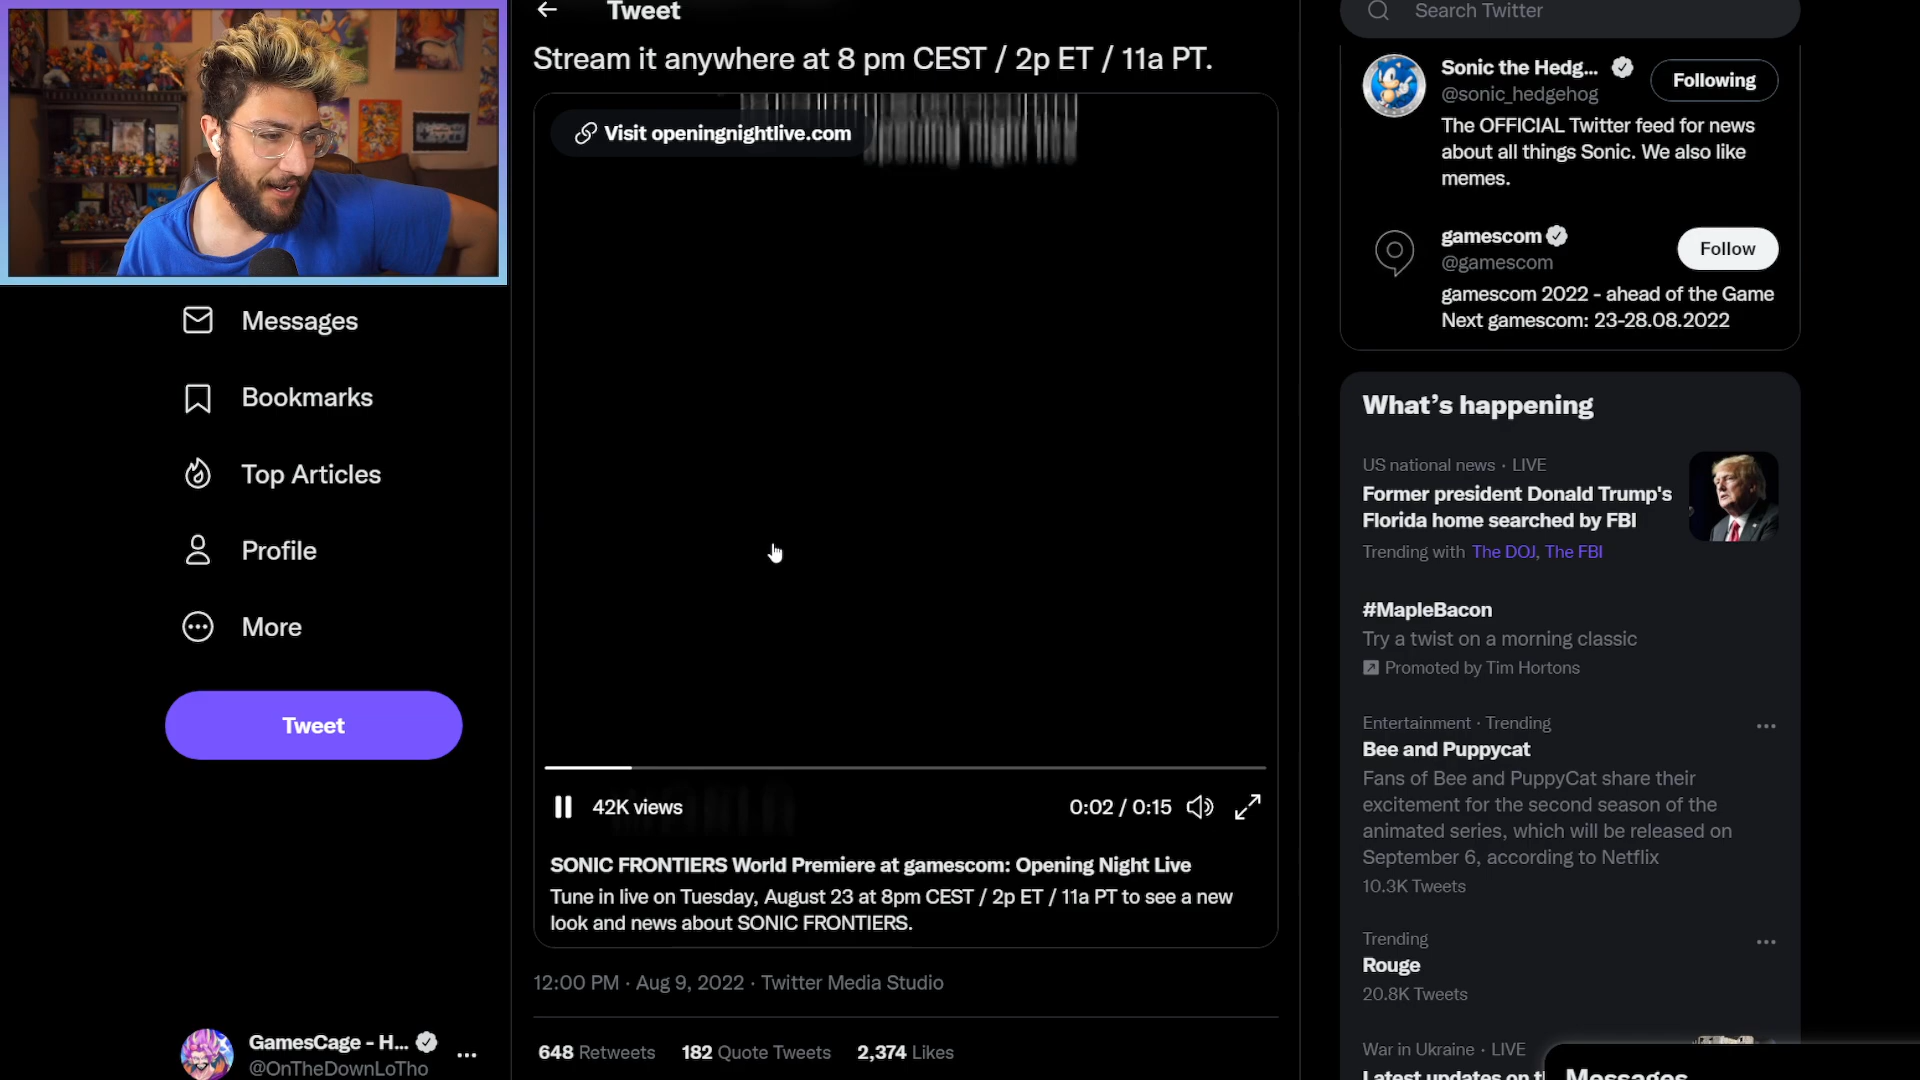 Tweet
Stream it anywhere at 8 pm CEST / 2p ET / 11a PT.
Visit openingnightlive.com
Messages
Bookmarks
Top Articles
Profile
More
Tweet
42K views
0:02 / 0:15
SONIC FRONTIERS World Premiere at gamescom: Opening Night Live
Tune in live on Tuesday, August 23 at 8pm CEST / 2p ET / 11a PT to see a new
look and news about SONIC FRONTIERS.
12:00 PM · Aug 9, 2022 · Twitter Media Studio
648 Retweets 182 Quote Tweets 2,374 Likes
GamesCage - H...
@OnTheDownLoTho
Search Twitter
Sonic the Hedg...
@sonic_hedgehog
Following
The OFFICIAL Twitter feed for news
about all things Sonic. We also like
memes.
gamescom
@gamescom
Follow
gamescom 2022 - ahead of the Game
Next gamescom: 23-28.08.2022
What's happening
US national news · LIVE
Former president Donald Trump's
Florida home searched by FBI
Trending with The DOJ, The FBI
#MapleBacon
Try a twist on a morning classic
Promoted by Tim Hortons
Entertainment · Trending
Bee and Puppycat
Fans of Bee and PuppyCat share their
excitement for the second season of the
animated series, which will be released on
September 6, according to Netflix
10.3K Tweets
Trending
Rouge
20.8K Tweets
War in Ukraine · LIVE
Latest updates on
Messages